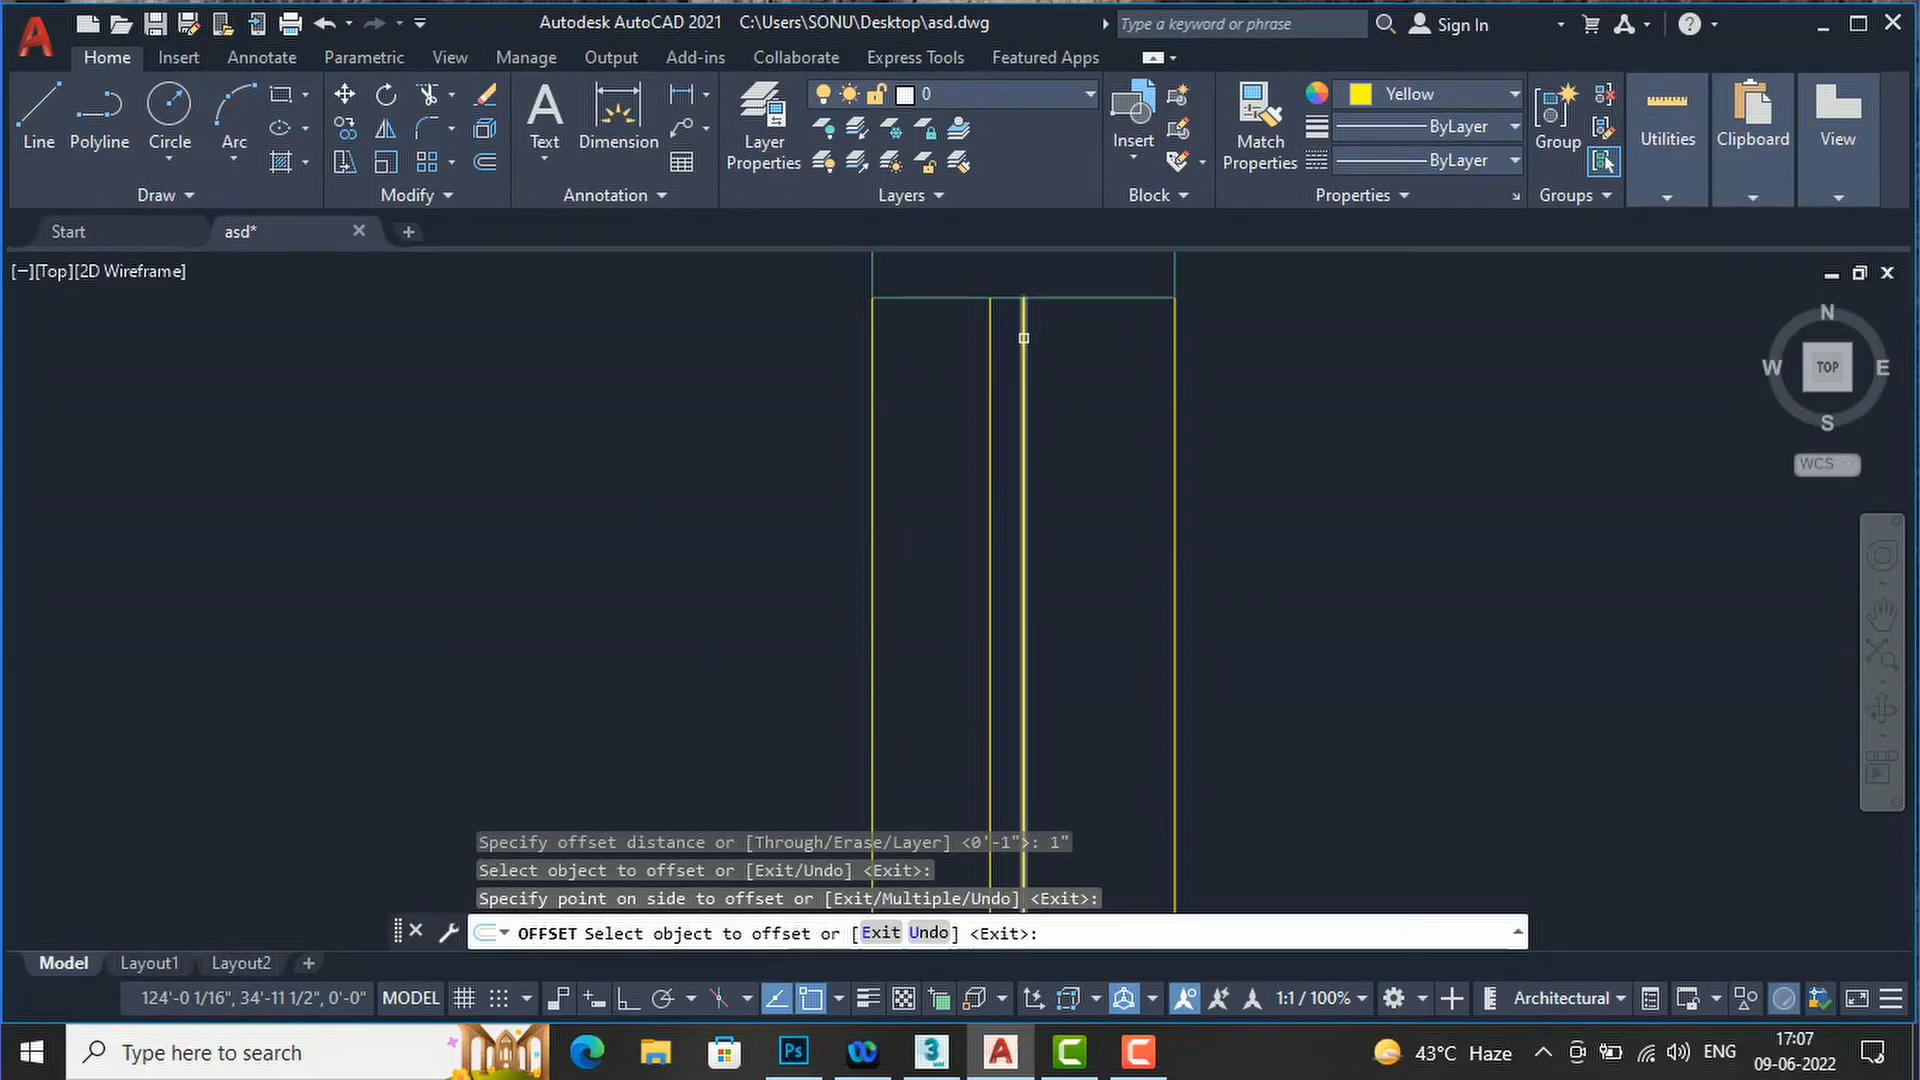 Autodesk AutoCAD 2021 C:\Users\SONU\Desktop\asd.dwg
Type a keyword or phrase
Sign In
Home Insert Annotate Parametric View Manage Output Add-ins Collaborate Express Tools Featured Apps
Line Polyline Circle Arc
Text Dimension
Layer Properties
0
Insert
Match Properties
Yellow
ByLayer
ByLayer
Group
Utilities
Clipboard
View
Draw Modify Annotation Layers Block Properties Groups
Start asd*
[−][Top][2D Wireframe]
N
W TOP E
S
WCS
Specify offset distance or [Through/Erase/Layer] <0'-1">: 1"
Select object to offset or [Exit/Undo] <Exit>:
Specify point on side to offset or [Exit/Multiple/Undo] <Exit>:
OFFSET Select object to offset or [Exit Undo] <Exit>:
Model Layout1 Layout2
124'-0 1/16", 34'-11 1/2", 0'-0" MODEL 1:1 / 100% Architectural
Type here to search
Ps
3
43°C Haze
ENG
17:07
09-06-2022